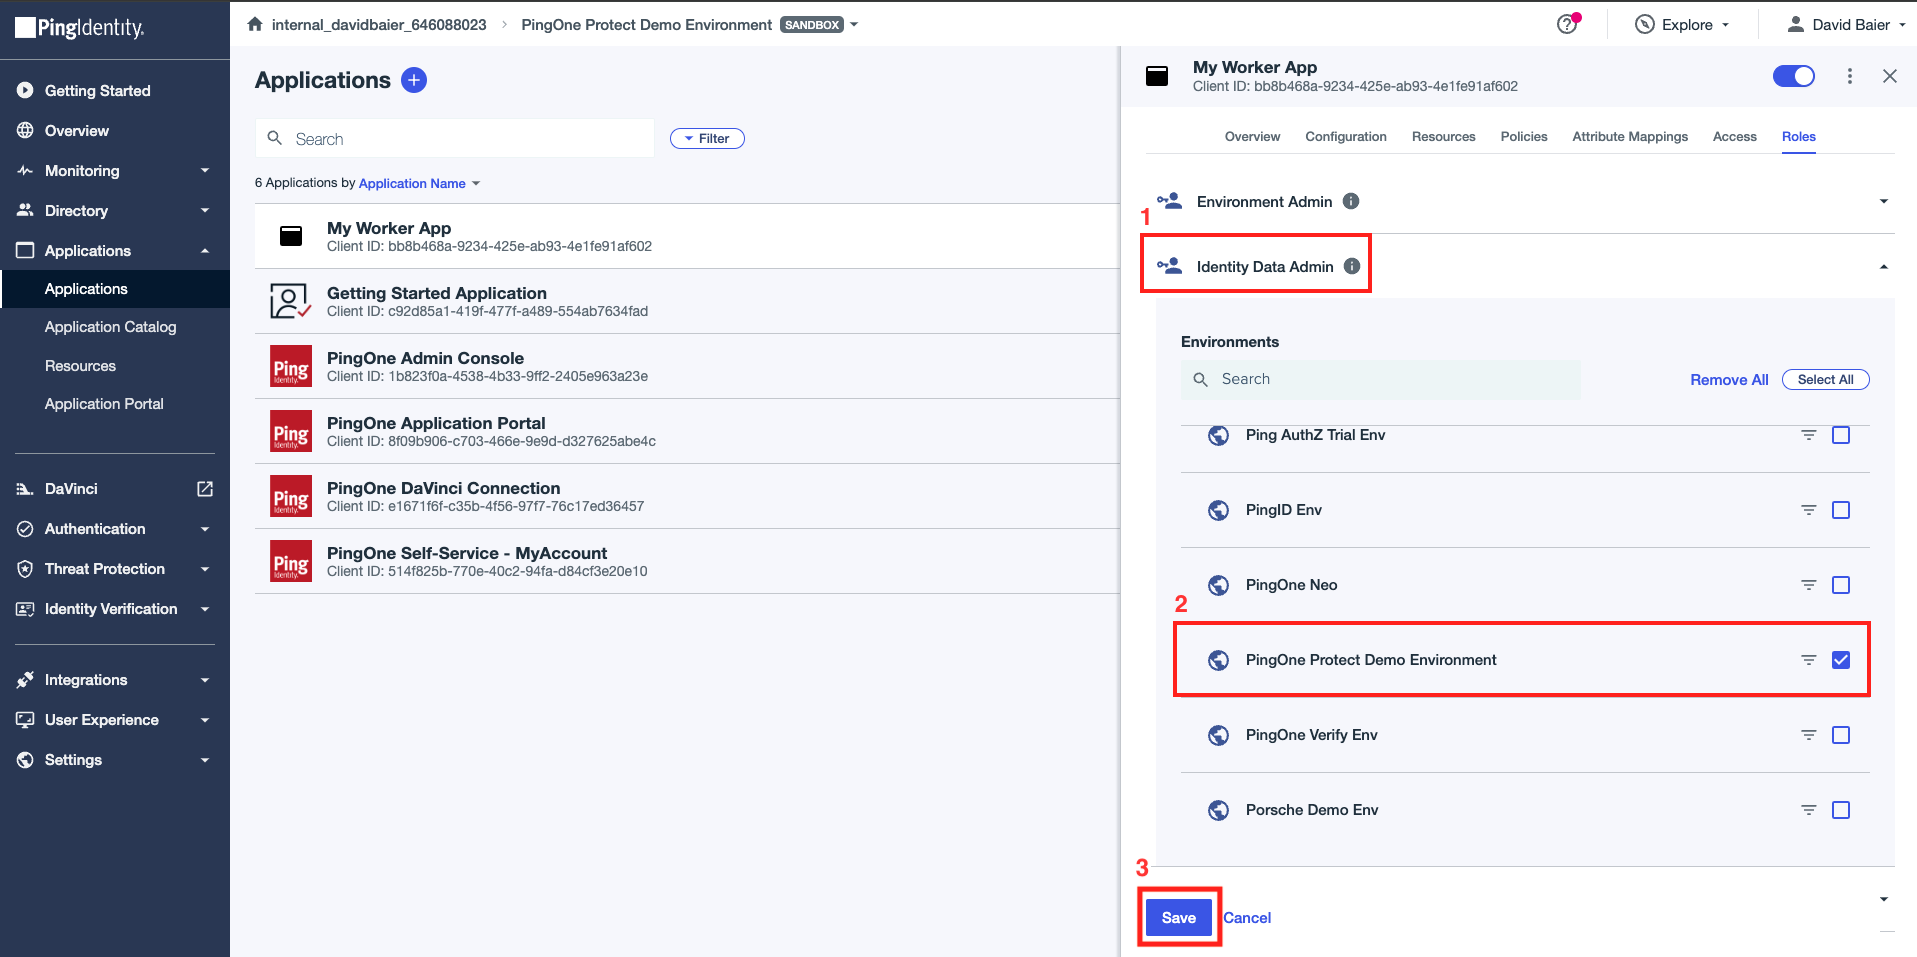 PingIdentity.
internal_davidbaier_646088023
PingOne Protect Demo Environment
SANDBOX
Explore
David Baier
Getting Started
Overview
Monitoring
Directory
Applications
Applications
Application Catalog
Resources
Application Portal
DaVinci
Authentication
Threat Protection
Identity Verification
Integrations
User Experience
Settings
Applications
Search
Filter
6 Applications by Application Name
My Worker App
Client ID: bb8b468a-9234-425e-ab93-4e1fe91af602
Getting Started Application
Client ID: c92d85a1-419f-477f-a489-554ab7634fad
Ping
Identity.
PingOne Admin Console
Client ID: 1b823f0a-4538-4b33-9ff2-2405e963a23e
Ping
Identity.
PingOne Application Portal
Client ID: 8f09b906-c703-466e-9e9d-d327625abe4c
Ping
Identity.
PingOne DaVinci Connection
Client ID: e1671f6f-c35b-4f56-97f7-76c17ed36457
Ping
Identity.
PingOne Self-Service - MyAccount
Client ID: 514f825b-770e-40c2-94fa-d84cf3e20e10
My Worker App
Client ID: bb8b468a-9234-425e-ab93-4e1fe91af602
Overview
Configuration
Resources
Policies
Attribute Mappings
Access
Roles
Environment Admin
1
Identity Data Admin
Environments
Search
Remove All
Select All
Ping AuthZ Trial Env
PingID Env
PingOne Neo
2
PingOne Protect Demo Environment
PingOne Verify Env
Porsche Demo Env
3
Save
Cancel